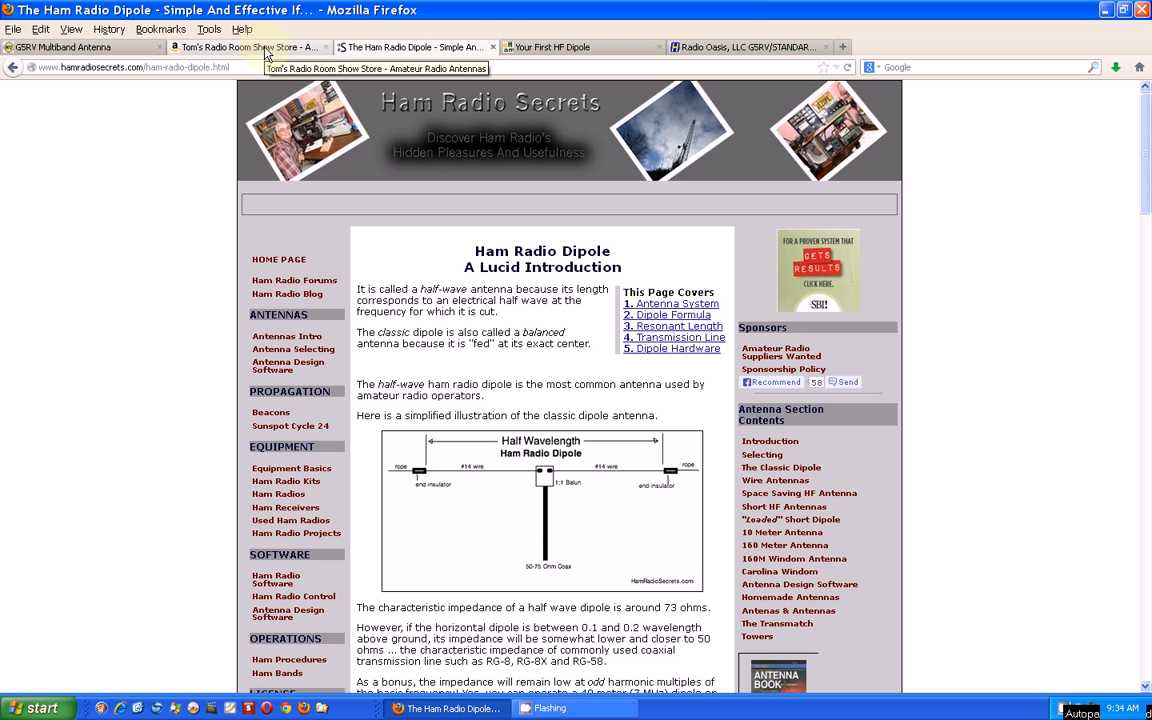 The Ham Radio Dipole - Simple And Effective If... - Mozilla Firefox
File Edit View History Bookmarks Tools Help
G5RV Multiband Antenna
Tom's Radio Room Show Store - A...
The Ham Radio Dipole - Simple An...
Your First HF Dipole
Radio Oasis, LLC G5RV/STANDAR...
www.hamradiosecrets.com/ham-radio-dipole.html
Google
Tom's Radio Room Show Store - Amateur Radio Antennas
Ham Radio Secrets
Discover Ham Radio's
Hidden Pleasures And Usefulness
HOME PAGE
Ham Radio Forums
Ham Radio Blog
ANTENNAS
Antennas Intro
Antenna Selecting
Antenna Design
Software
PROPAGATION
Beacons
Sunspot Cycle 24
EQUIPMENT
Equipment Basics
Ham Radio Kits
Ham Radios
Ham Receivers
Used Ham Radios
Ham Radio Projects
SOFTWARE
Ham Radio
Software
Ham Radio Control
Antenna Design
Software
OPERATIONS
Ham Procedures
Ham Bands
LICENSE
Ham Radio Dipole
A Lucid Introduction
It is called a half-wave antenna because its length
corresponds to an electrical half wave at the
frequency for which it is cut.
The classic dipole is also called a balanced
antenna because it is "fed" at its exact center.
This Page Covers
1. Antenna System
2. Dipole Formula
3. Resonant Length
4. Transmission Line
5. Dipole Hardware
The half-wave ham radio dipole is the most common antenna used by
amateur radio operators.
Here is a simplified illustration of the classic dipole antenna.
Half Wavelength
Ham Radio Dipole
rope
#14 wire
#14 wire
rope
end insulator
1:1 Balun
end insulator
50-75 Ohm Coax
HamRadioSecrets.com
The characteristic impedance of a half wave dipole is around 73 ohms.
However, if the horizontal dipole is between 0.1 and 0.2 wavelength
above ground, its impedance will be somewhat lower and closer to 50
ohms ... the characteristic impedance of commonly used coaxial
transmission line such as RG-8, RG-8X and RG-58.
As a bonus, the impedance will remain low at odd harmonic multiples of
the basic frequency! Yes, you can operate a 40 meter (7 MHz) dipole on
FOR A PROVEN SYSTEM THAT
GETS
RESULTS
CLICK HERE.
SBI!
Sponsors
Amateur Radio
Suppliers Wanted
Sponsorship Policy
Recommend 58 Send
Antenna Section
Contents
Introduction
Selecting
The Classic Dipole
Wire Antennas
Space Saving HF Antenna
Short HF Antennas
"Loaded" Short Dipole
10 Meter Antenna
160 Meter Antenna
160M Windom Antenna
Carolina Windom
Antenna Design Software
Homemade Antennas
Antenas & Antennas
The Transmatch
Towers
ANTENNA
BOOK
start
The Ham Radio Dipole...
Flashing
9:34 AM
Autopa